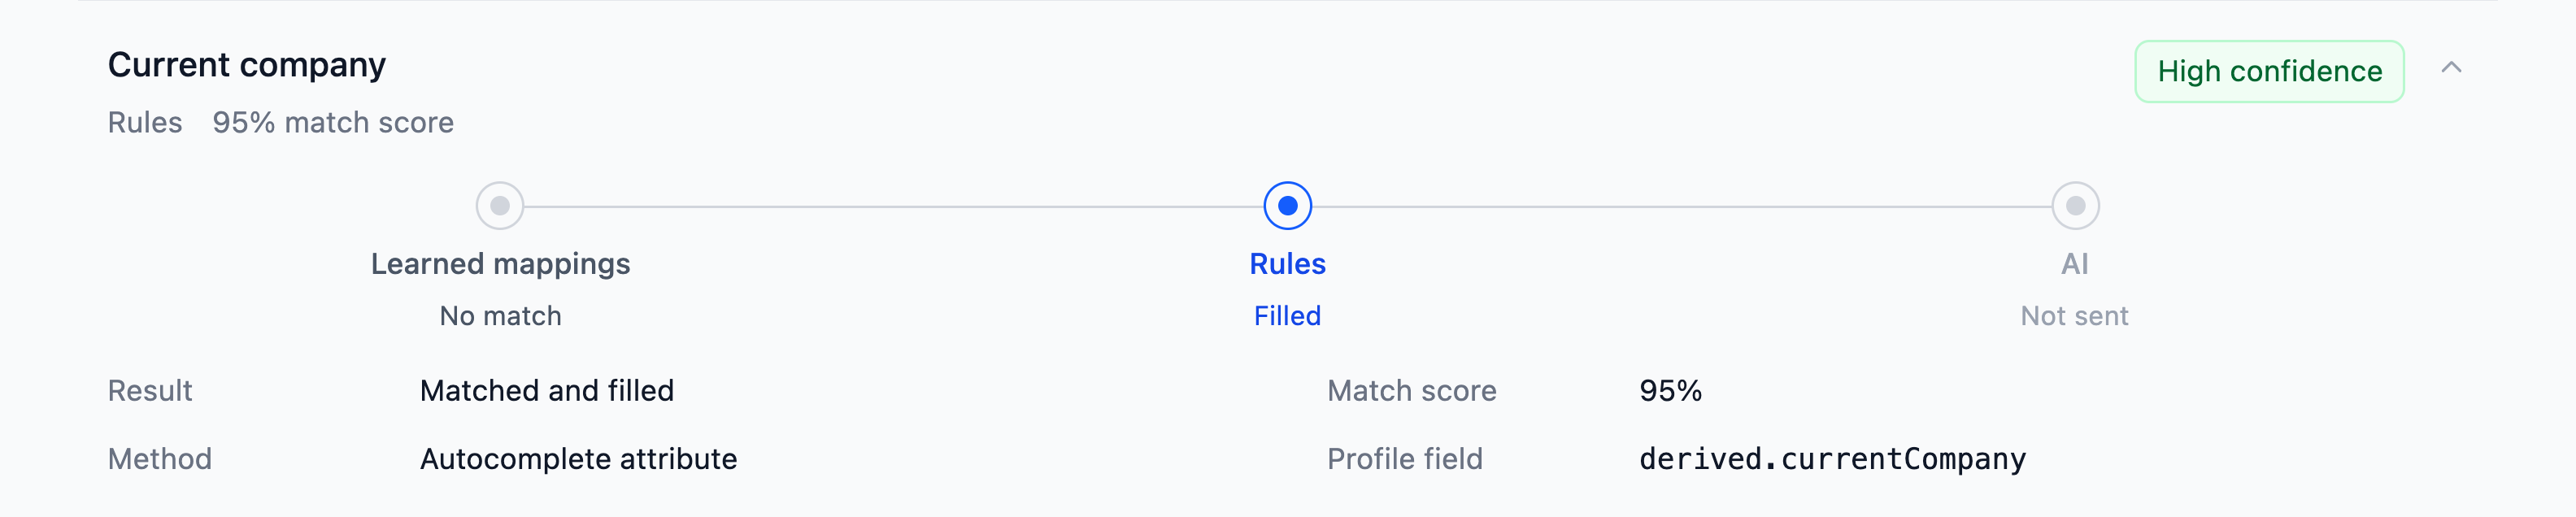 Current company
High confidence
Rules 95% match score
Learned mappings Rules AI
No match Filled Not sent
Result Matched and filled Match score 95%
Method Autocomplete attribute Profile field derived.currentCompany